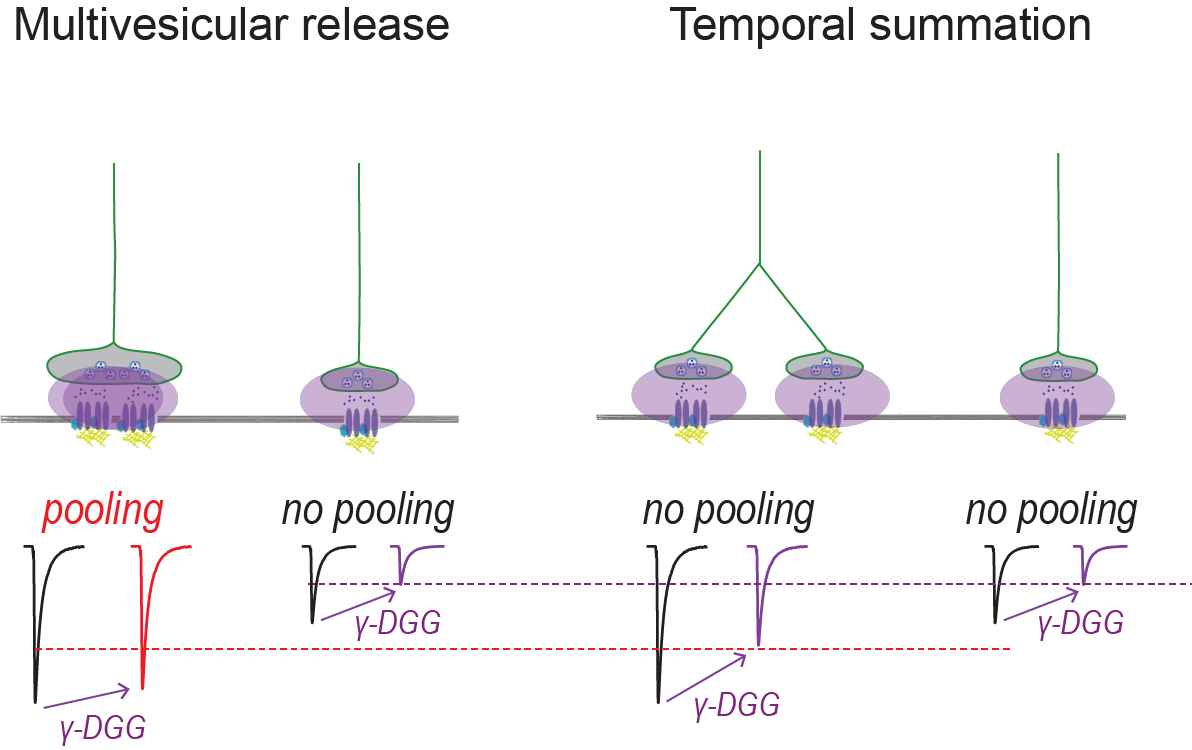 Multivesicular release
Temporal summation
pooling
no pooling
no pooling
no pooling
γ-DGG
γ-DGG
γ-DGG
γ-DGG